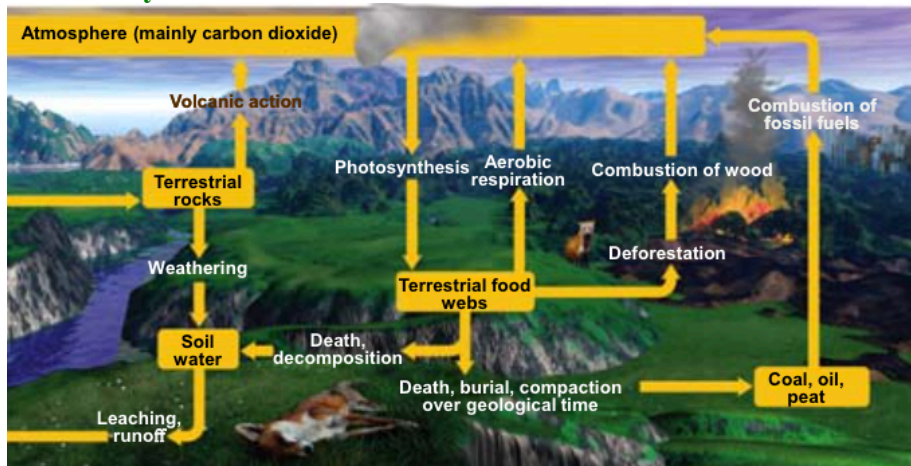 Atmosphere (mainly carbon dioxide)
Volcanic action
Combustion of
fossil fuels
Photosynthesis
Aerobic
respiration
Combustion of wood
Terrestrial
rocks
Weathering
Deforestation
Terrestrial food
webs
Soil
water
Death,
decomposition
Death, burial, compaction
over geological time
Coal, oil,
peat
Leaching,
runoff